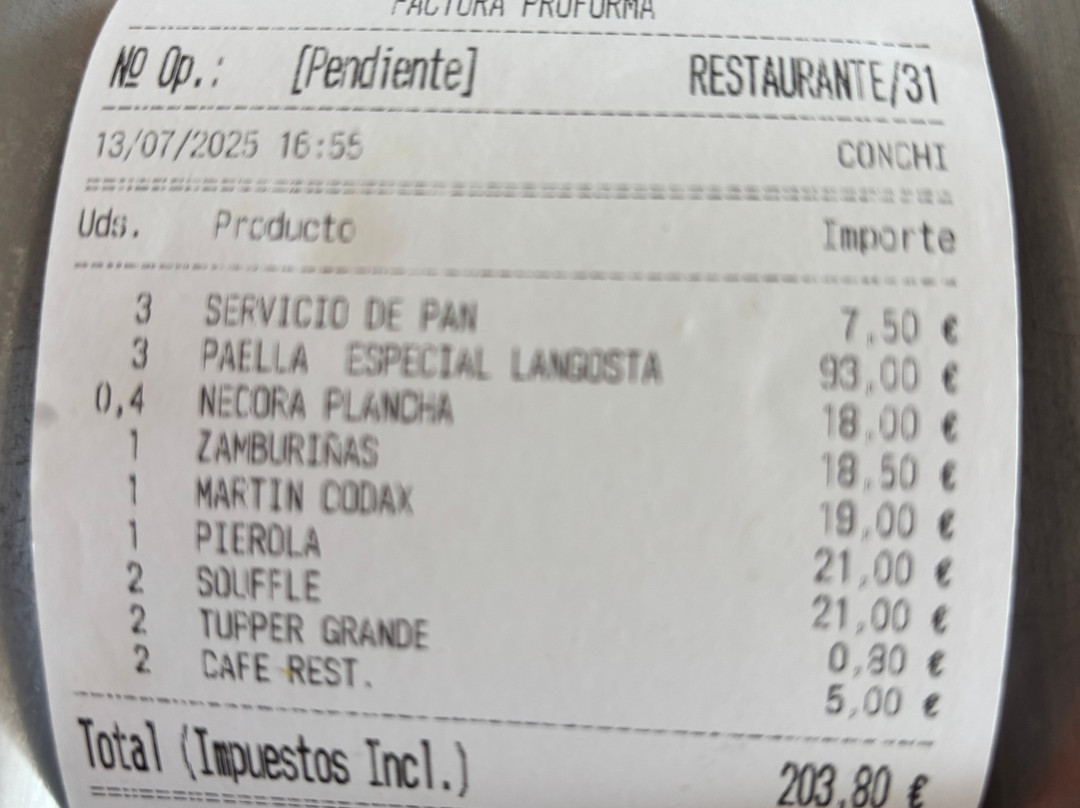 FACTURA PROFORMA
Nº Op.: [Pendiente] RESTAURANTE/31
13/07/2025 16:55 CONCHI
Uds. Producto Importe
3 SERVICIO DE PAN 7,50 €
3 PAELLA ESPECIAL LANGOSTA 93,00 €
0,4 NECORA PLANCHA 18,00 €
1 ZAMBURIÑAS 18,50 €
1 MARTIN CODAX 19,00 €
1 PIEROLA 21,00 €
2 SOUFFLE 21,00 €
2 TUPPER GRANDE 0,80 €
2 CAFE REST. 5,00 €
Total (Impuestos Incl.) 203,80 €